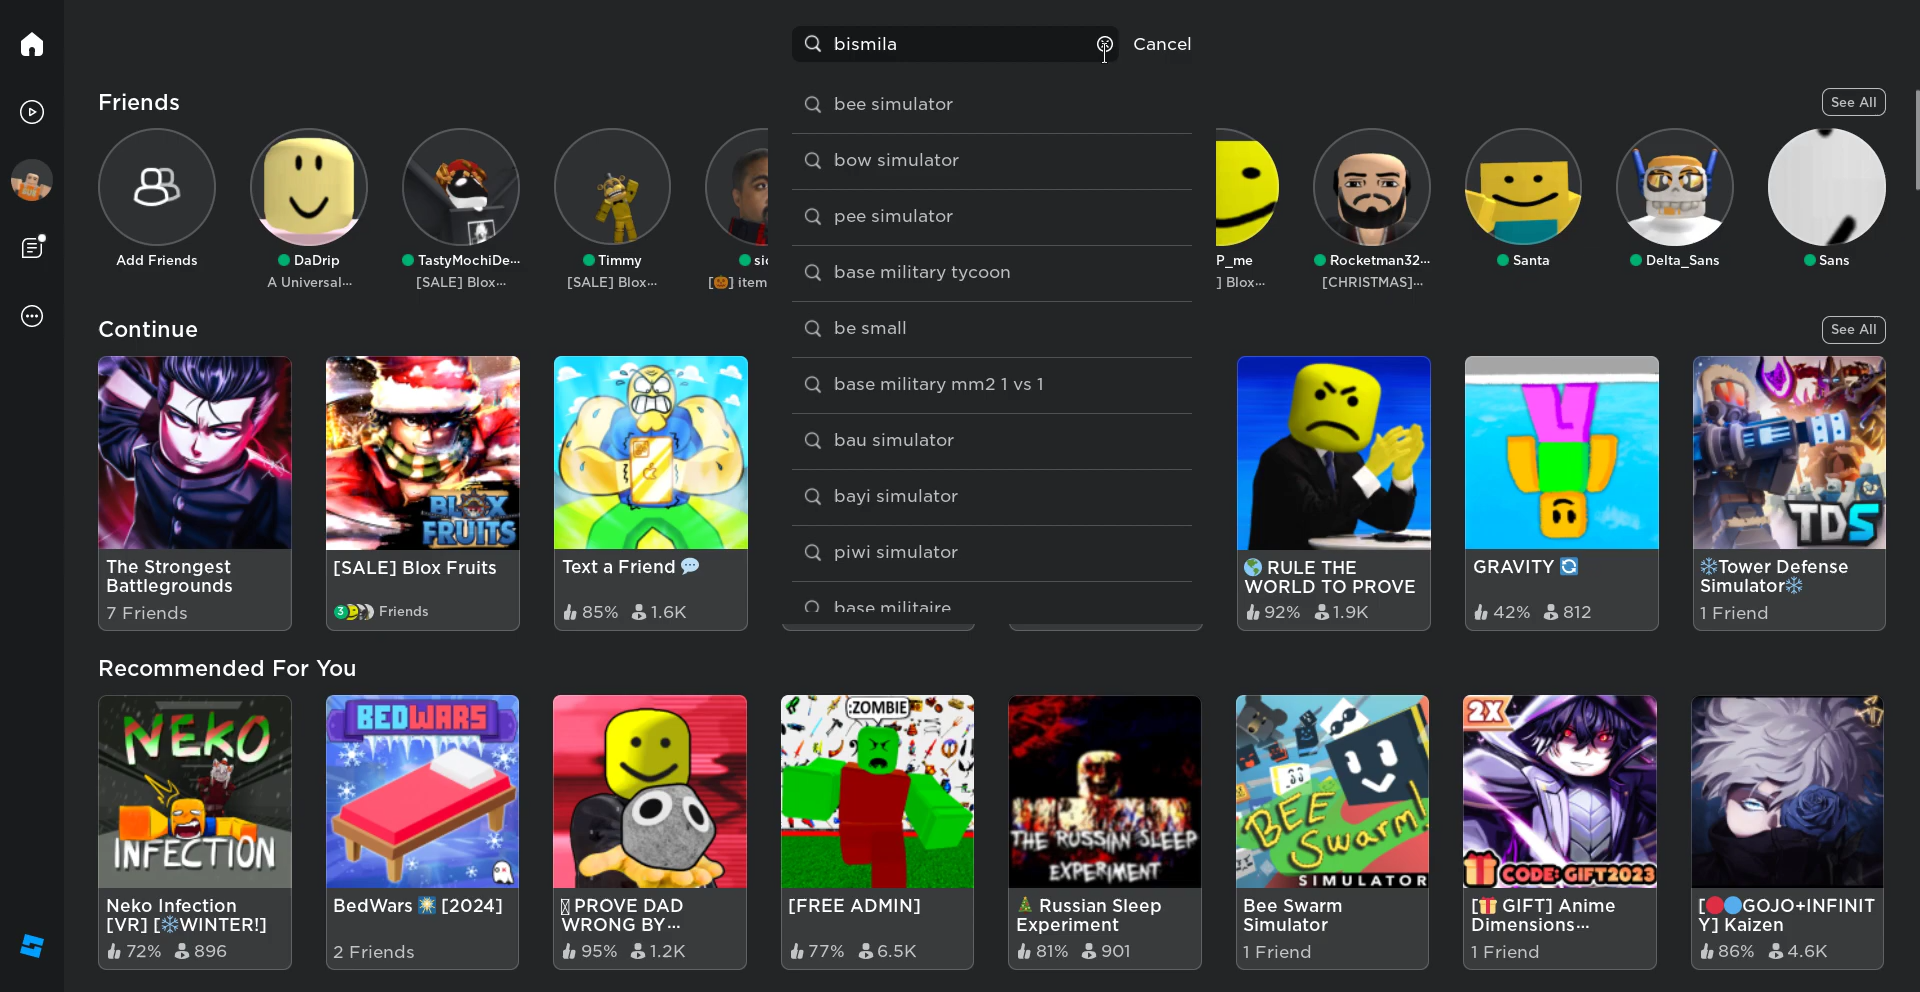 bismila
Cancel
bee simulator
bow simulator
pee simulator
base military tycoon
be small
base military mm2 1 vs 1
bau simulator
bayi simulator
piwi simulator
base militaire
Friends
See All
Add Friends
DaDrip
A Universal...
TastyMochiDe...
[SALE] Blox...
Timmy
[SALE] Blox...
sic
[🎃] item
P_me
] Blox...
Rocketman32...
[CHRISTMAS]...
Santa
Delta_Sans
Sans
Continue
See All
BLOX
FRUITS
TDS
The Strongest
Battlegrounds
7 Friends
[SALE] Blox Fruits
3 Friends
Text a Friend 💬
85% 1.6K
🌎 RULE THE
WORLD TO PROVE
92% 1.9K
GRAVITY 🔄
42% 812
❄️Tower Defense
Simulator❄️
1 Friend
Recommended For You
NEKO
INFECTION
BEDWARS
:ZOMBIE
THE RUSSIAN SLEEP
EXPERIMENT
BEE
Swarm!
SIMULATOR
2X
CODE: GIFT2023
Neko Infection
[VR] [❄️WINTER!]
72% 896
BedWars ☀️ [2024]
2 Friends
PROVE DAD
WRONG BY...
95% 1.2K
[FREE ADMIN]
77% 6.5K
🎄 Russian Sleep
Experiment
81% 901
Bee Swarm
Simulator
1 Friend
[🎁 GIFT] Anime
Dimensions...
1 Friend
[🔴🔵GOJO+INFINIT
Y] Kaizen
86% 4.6K